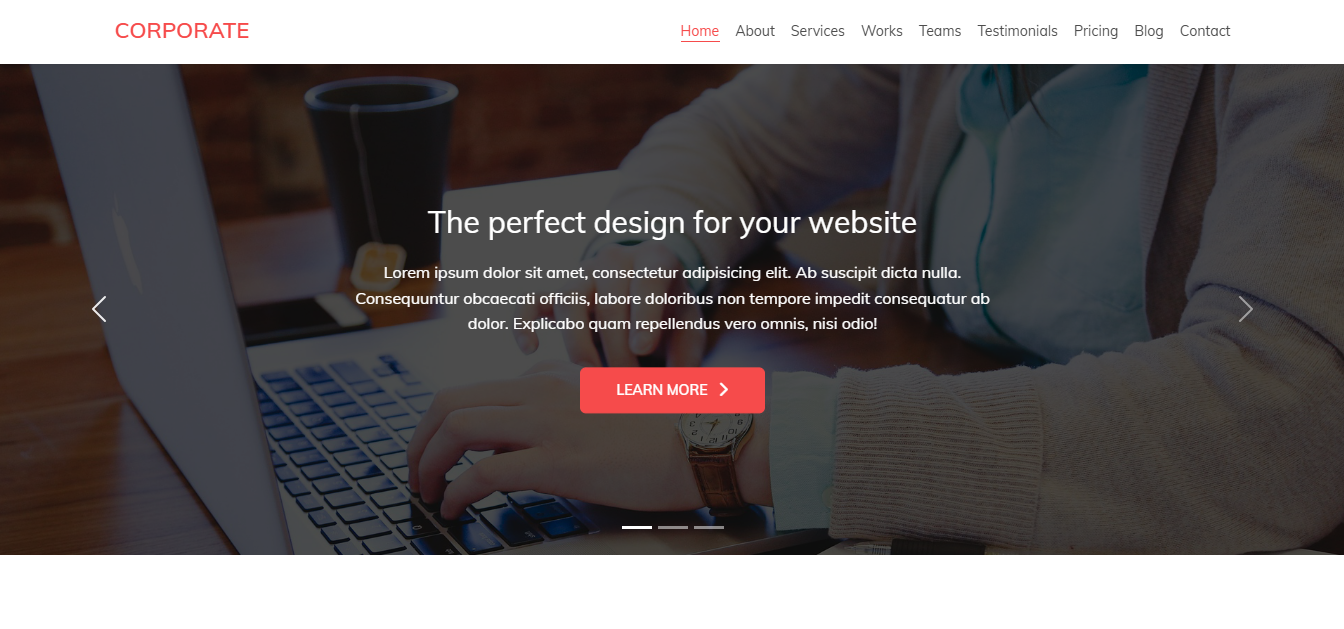 CORPORATE
Home About Services Works Teams Testimonials Pricing Blog Contact
The perfect design for your website
Lorem ipsum dolor sit amet, consectetur adipisicing elit. Ab suscipit dicta nulla.
Consequuntur obcaecati officiis, labore doloribus non tempore impedit consequatur ab
dolor. Explicabo quam repellendus vero omnis, nisi odio!
LEARN MORE